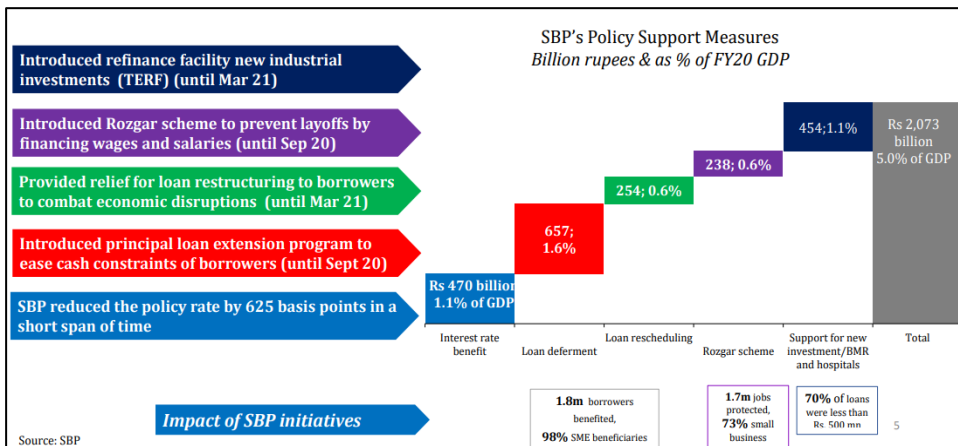 SBP's Policy Support Measures
Billion rupees & as % of FY20 GDP
Introduced refinance facility new industrial
investments (TERF) (until Mar 21)
Introduced Rozgar scheme to prevent layoffs by
financing wages and salaries (until Sep 20)
Provided relief for loan restructuring to borrowers
to combat economic disruptions (until Mar 21)
Introduced principal loan extension program to
ease cash constraints of borrowers (until Sept 20)
SBP reduced the policy rate by 625 basis points in a
short span of time
Rs 470 billion
1.1% of GDP
657;
1.6%
254; 0.6%
238; 0.6%
454;1.1%
Rs 2,073
billion
5.0% of GDP
Interest rate
benefit
Loan deferment
Loan rescheduling
Rozgar scheme
Support for new
investment/BMR
and hospitals
Total
Impact of SBP initiatives
1.8m borrowers
benefited,
98% SME beneficiaries
1.7m jobs
protected,
73% small
business
70% of loans
were less than
Rs. 500 mn
5
Source: SBP